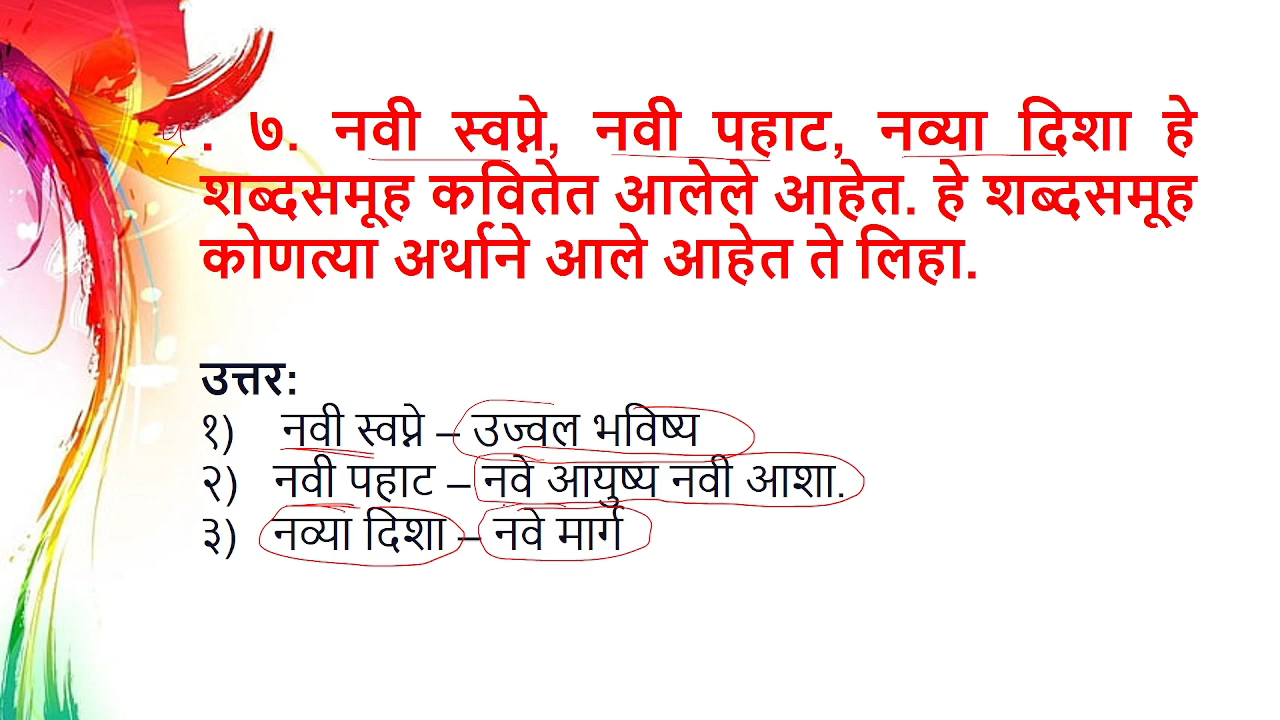 . ७. नवी स्वप्ने, नवी पहाट, नव्या दिशा हे
शब्दसमूह कवितेत आलेले आहेत. हे शब्दसमूह
कोणत्या अर्थाने आले आहेत ते लिहा.
उत्तर:
१) नवी स्वप्ने – उज्वल भविष्य
२) नवी पहाट – नवे आयुष्य नवी आशा.
३) नव्या दिशा – नवे मार्ग